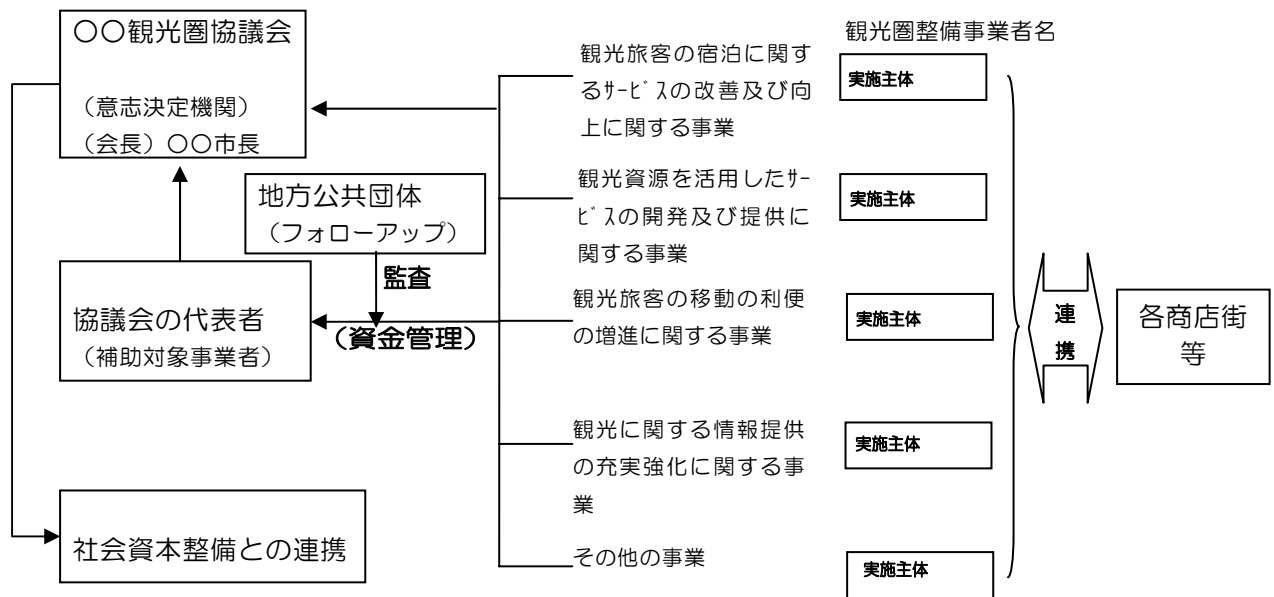 〇〇観光圏協議会
（意志決定機関）
（会長）〇〇市長
地方公共団体
（フォローアップ）
監査
協議会の代表者
（補助対象事業者）
（資金管理）
社会資本整備との連携
観光圏整備事業者名
観光旅客の宿泊に関す
るｻｰﾋﾞｽの改善及び向
上に関する事業
実施主体
観光資源を活用したｻｰ
ﾋﾞｽの開発及び提供に
関する事業
実施主体
観光旅客の移動の利便
の増進に関する事業
実施主体
観光に関する情報提供
の充実強化に関する事
業
実施主体
その他の事業
実施主体
連
携
各商店街
等